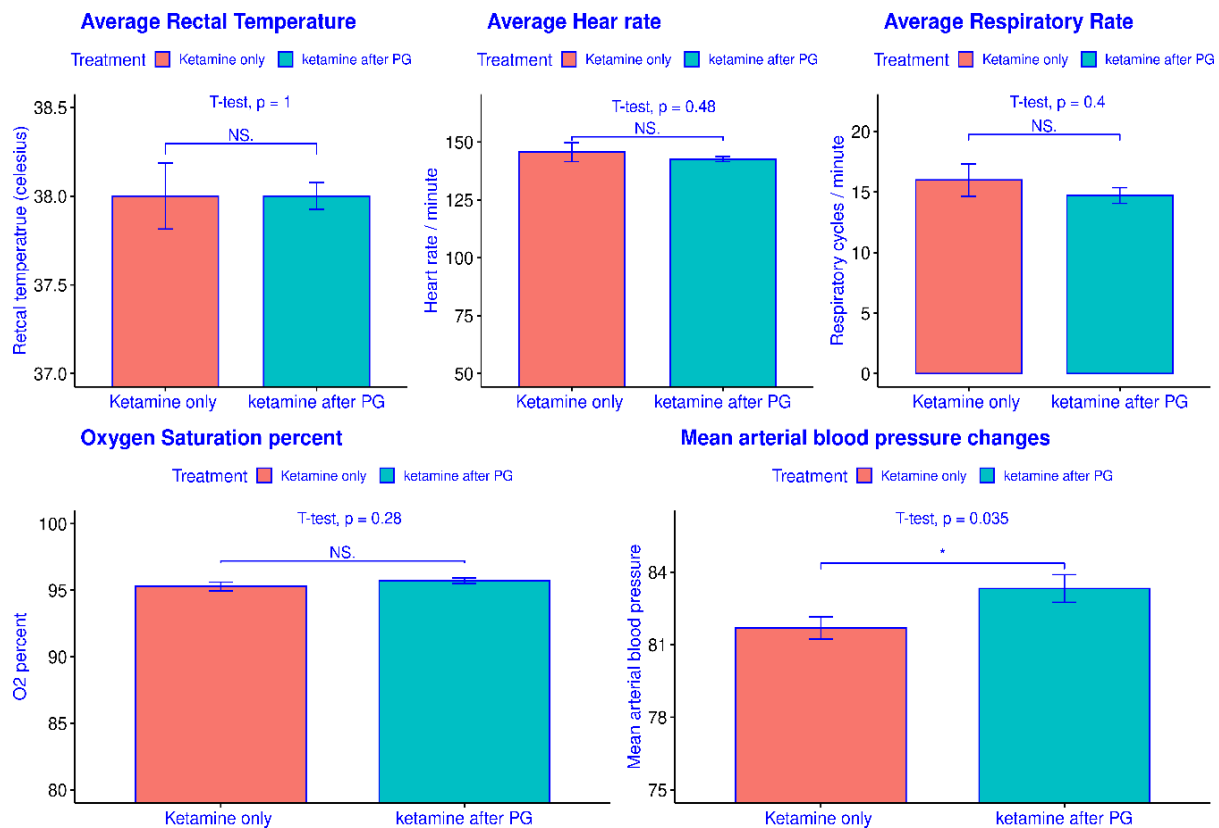 Average Rectal Temperature
Treatment Ketamine only ketamine after PG
T-test, p = 1
NS.
38.5
38.0
37.5
37.0
Retcal temperatrue (celesius)
Ketamine only ketamine after PG
Average Hear rate
Treatment Ketamine only ketamine after PG
T-test, p = 0.48
NS.
150
125
100
75
50
Heart rate / minute
Ketamine only ketamine after PG
Average Respiratory Rate
Treatment Ketamine only ketamine after PG
T-test, p = 0.4
NS.
20
15
10
5
0
Respiratory cycles / minute
Ketamine only ketamine after PG
Oxygen Saturation percent
Treatment Ketamine only ketamine after PG
T-test, p = 0.28
NS.
100
95
90
85
80
O2 percent
Ketamine only ketamine after PG
Mean arterial blood pressure changes
Treatment Ketamine only ketamine after PG
T-test, p = 0.035
*
84
81
78
75
Mean arterial blood pressure
Ketamine only ketamine after PG